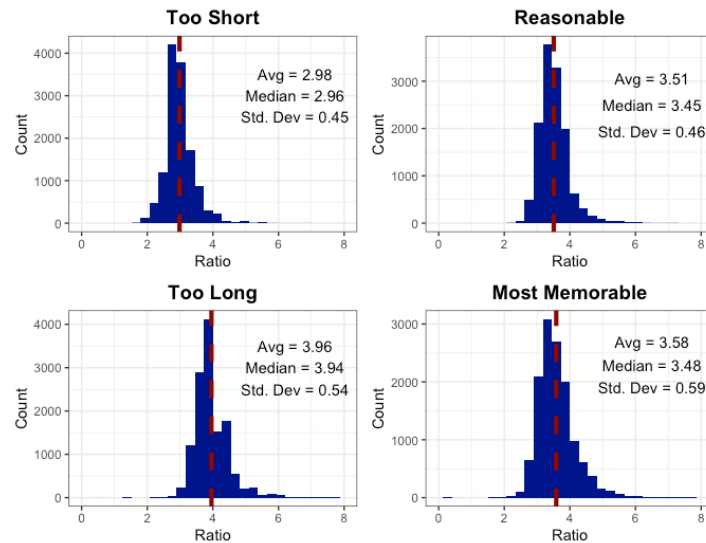 Too Short
4000
3000
2000
1000
0
Count
Avg = 2.98
Median = 2.96
Std. Dev = 0.45
0 2 4 6 8
Ratio
Reasonable
3000
2000
1000
0
Count
Avg = 3.51
Median = 3.45
Std. Dev = 0.46
0 2 4 6 8
Ratio
Too Long
4000
3000
2000
1000
0
Count
Avg = 3.96
Median = 3.94
Std. Dev = 0.54
0 2 4 6 8
Ratio
Most Memorable
3000
2000
1000
0
Count
Avg = 3.58
Median = 3.48
Std. Dev = 0.59
0 2 4 6 8
Ratio